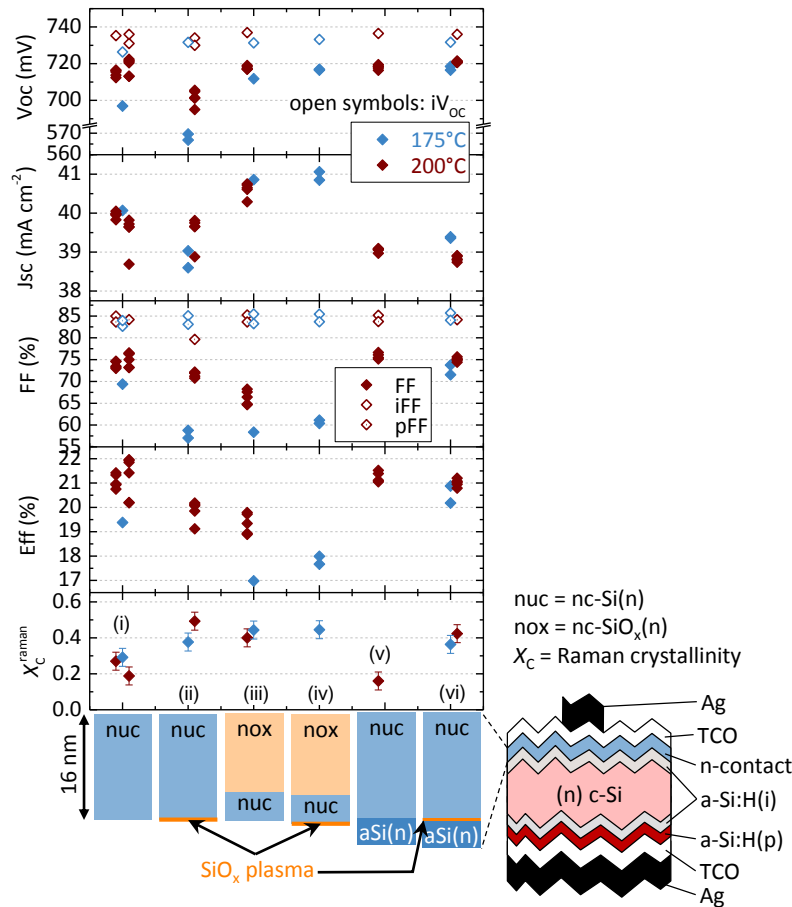 740
720
700
570
560
Voc (mV)
open symbols: iV_OC
175°C
200°C
41
40
39
38
Jsc (mA cm⁻²)
85
80
75
70
65
60
55
FF (%)
FF
iFF
pFF
22
21
20
19
18
17
Eff (%)
0.6
0.4
0.2
0.0
X_C^raman
(i)
(ii)
(iii)
(iv)
(v)
(vi)
nuc = nc-Si(n)
nox = nc-SiOₓ(n)
X_C = Raman crystallinity
16 nm
nuc
nuc
nox
nox
nuc
nuc
nuc
nuc
aSi(n)
aSi(n)
SiOₓ plasma
Ag
TCO
n-contact
(n) c-Si
a-Si:H(i)
a-Si:H(p)
TCO
Ag